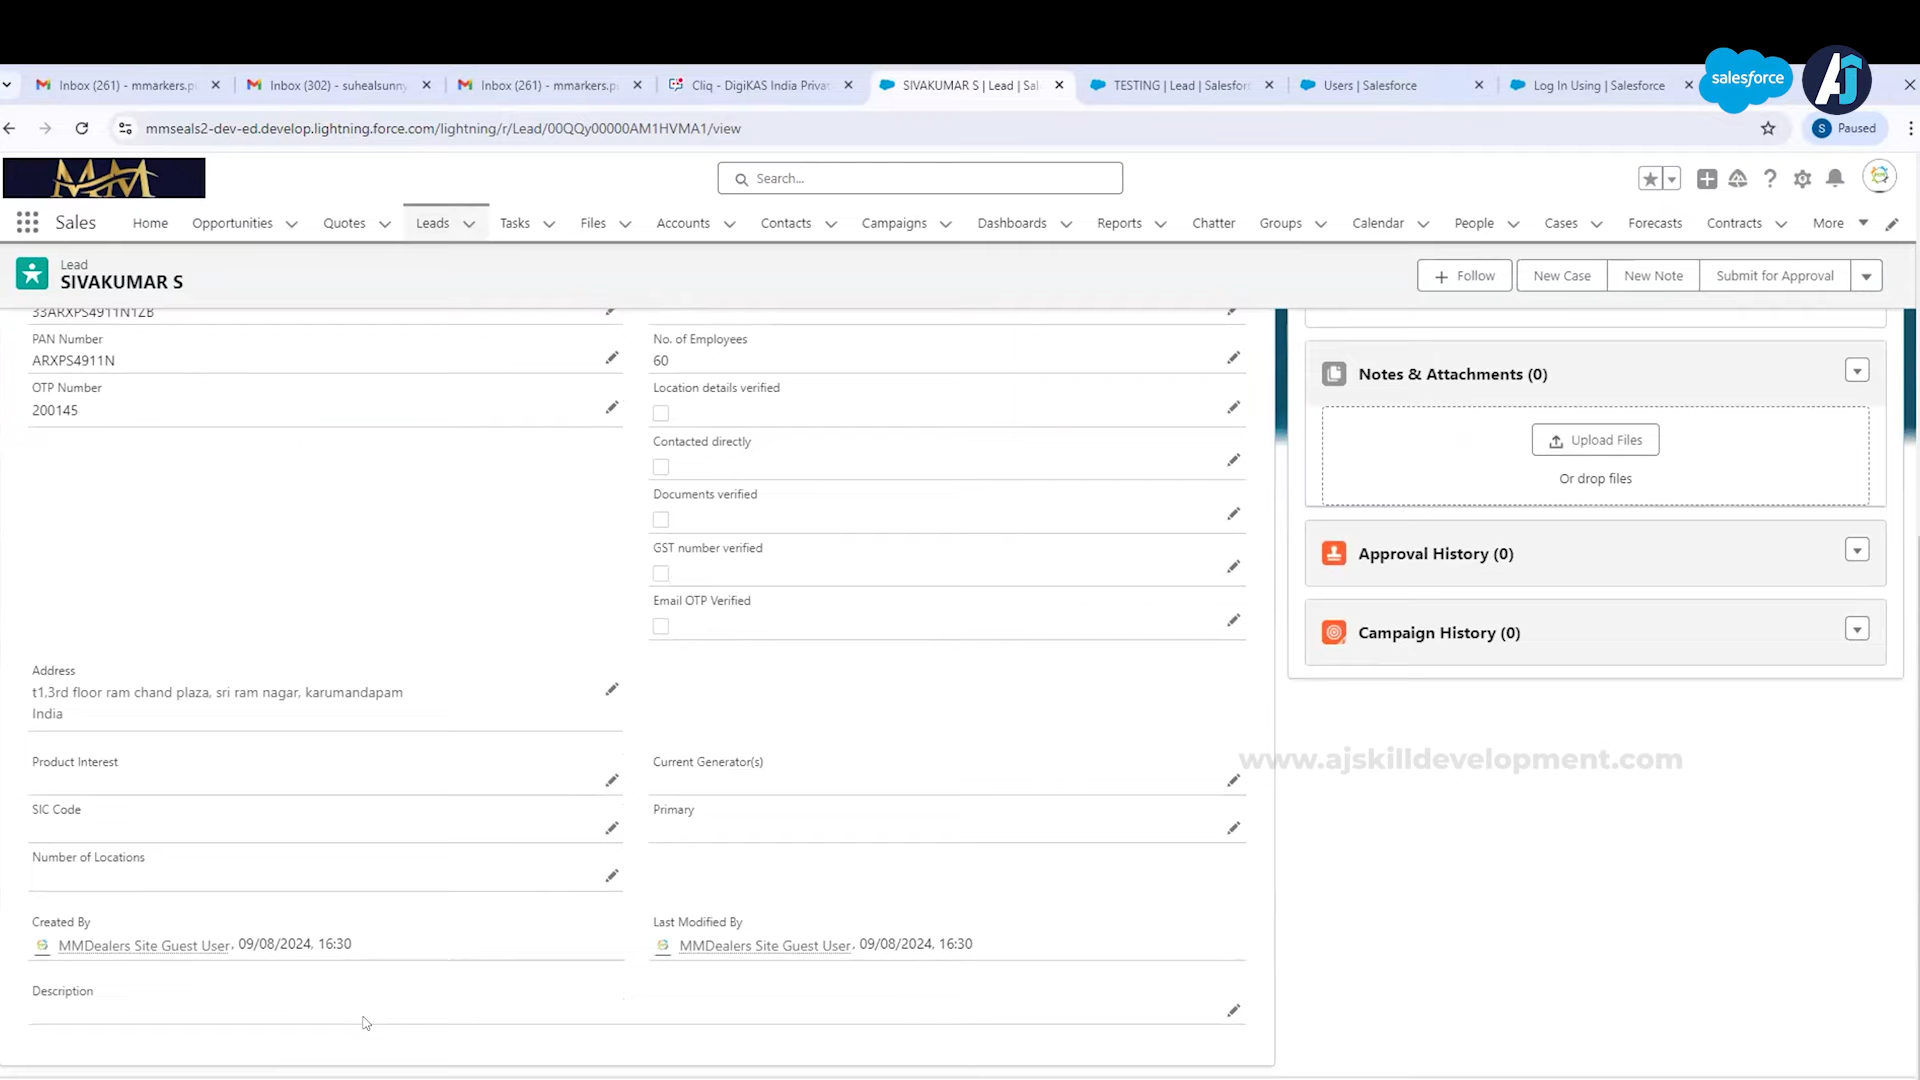 salesforce
AJ
Inbox (261) - mmarkers.p
Inbox (302) - suhealsunny
Inbox (261) - mmarkers.p
Cliq - DigiKAS India Privat
SIVAKUMAR S | Lead | Sal
TESTING | Lead | Salesfor
Users | Salesforce
Log In Using | Salesforce
mmseals2-dev-ed.develop.lightning.force.com/lightning/r/Lead/00QQy00000AM1HVMA1/view
S
Paused
MM
Search...
Sales
Home
Opportunities
Quotes
Leads
Tasks
Files
Accounts
Contacts
Campaigns
Dashboards
Reports
Chatter
Groups
Calendar
People
Cases
Forecasts
Contracts
More
Lead
SIVAKUMAR S
Follow
New Case
New Note
Submit for Approval
33ARXPS4911N1ZB
PAN Number
ARXPS4911N
OTP Number
200145
No. of Employees
60
Location details verified
Contacted directly
Documents verified
GST number verified
Email OTP Verified
Address
t1,3rd floor ram chand plaza, sri ram nagar, karumandapam
India
Product Interest
Current Generator(s)
SIC Code
Primary
Number of Locations
Created By
MMDealers Site Guest User, 09/08/2024, 16:30
Last Modified By
MMDealers Site Guest User, 09/08/2024, 16:30
Description
Notes & Attachments (0)
Upload Files
Or drop files
Approval History (0)
Campaign History (0)
www.ajskilldevelopment.com